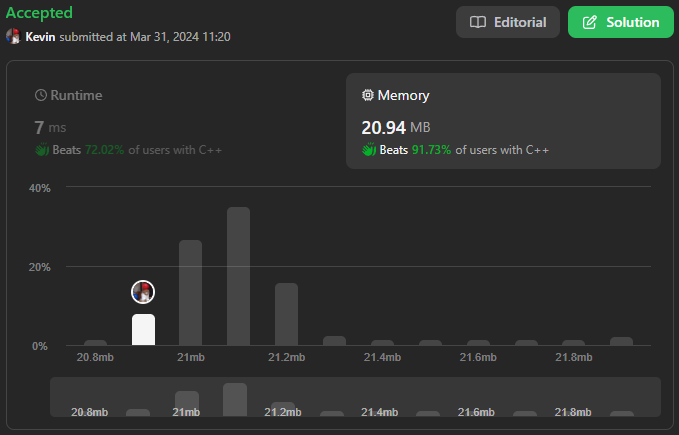 Accepted
Kevin submitted at Mar 31, 2024 11:20
Editorial
Solution
Runtime
7 ms
Beats 72.02% of users with C++
Memory
20.94 MB
Beats 91.73% of users with C++
40%
20%
0%
20.8mb 21mb 21.2mb 21.4mb 21.6mb 21.8mb
20.8mb 21mb 21.2mb 21.4mb 21.6mb 21.8mb